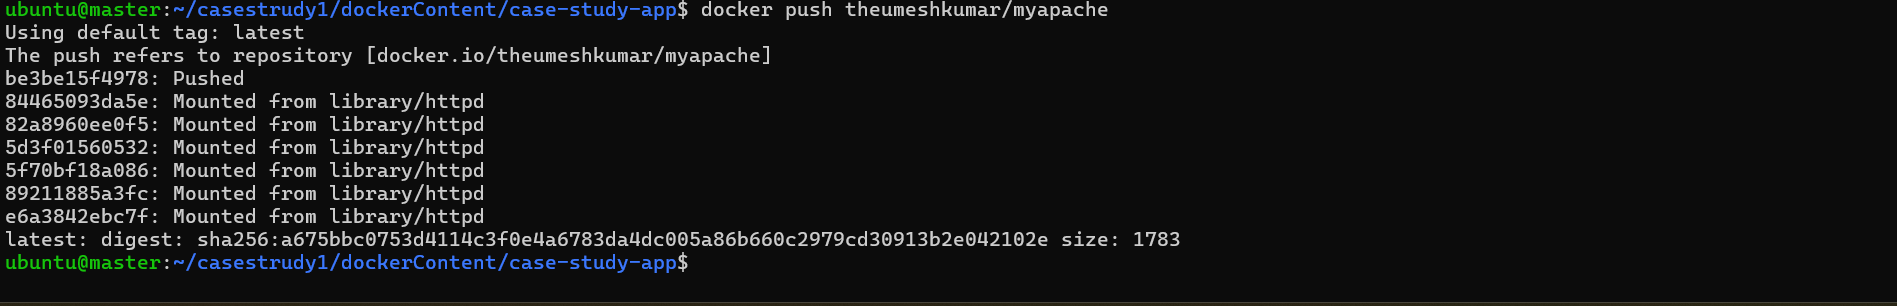 ubuntu@master:~/casestrudy1/dockerContent/case-study-app$ docker push theumeshkumar/myapache
Using default tag: latest
The push refers to repository [docker.io/theumeshkumar/myapache]
be3be15f4978: Pushed
84465093da5e: Mounted from library/httpd
82a8960ee0f5: Mounted from library/httpd
5d3f01560532: Mounted from library/httpd
5f70bf18a086: Mounted from library/httpd
89211885a3fc: Mounted from library/httpd
e6a3842ebc7f: Mounted from library/httpd
latest: digest: sha256:a675bbc0753d4114c3f0e4a6783da4dc005a86b660c2979cd30913b2e042102e size: 1783
ubuntu@master:~/casestrudy1/dockerContent/case-study-app$